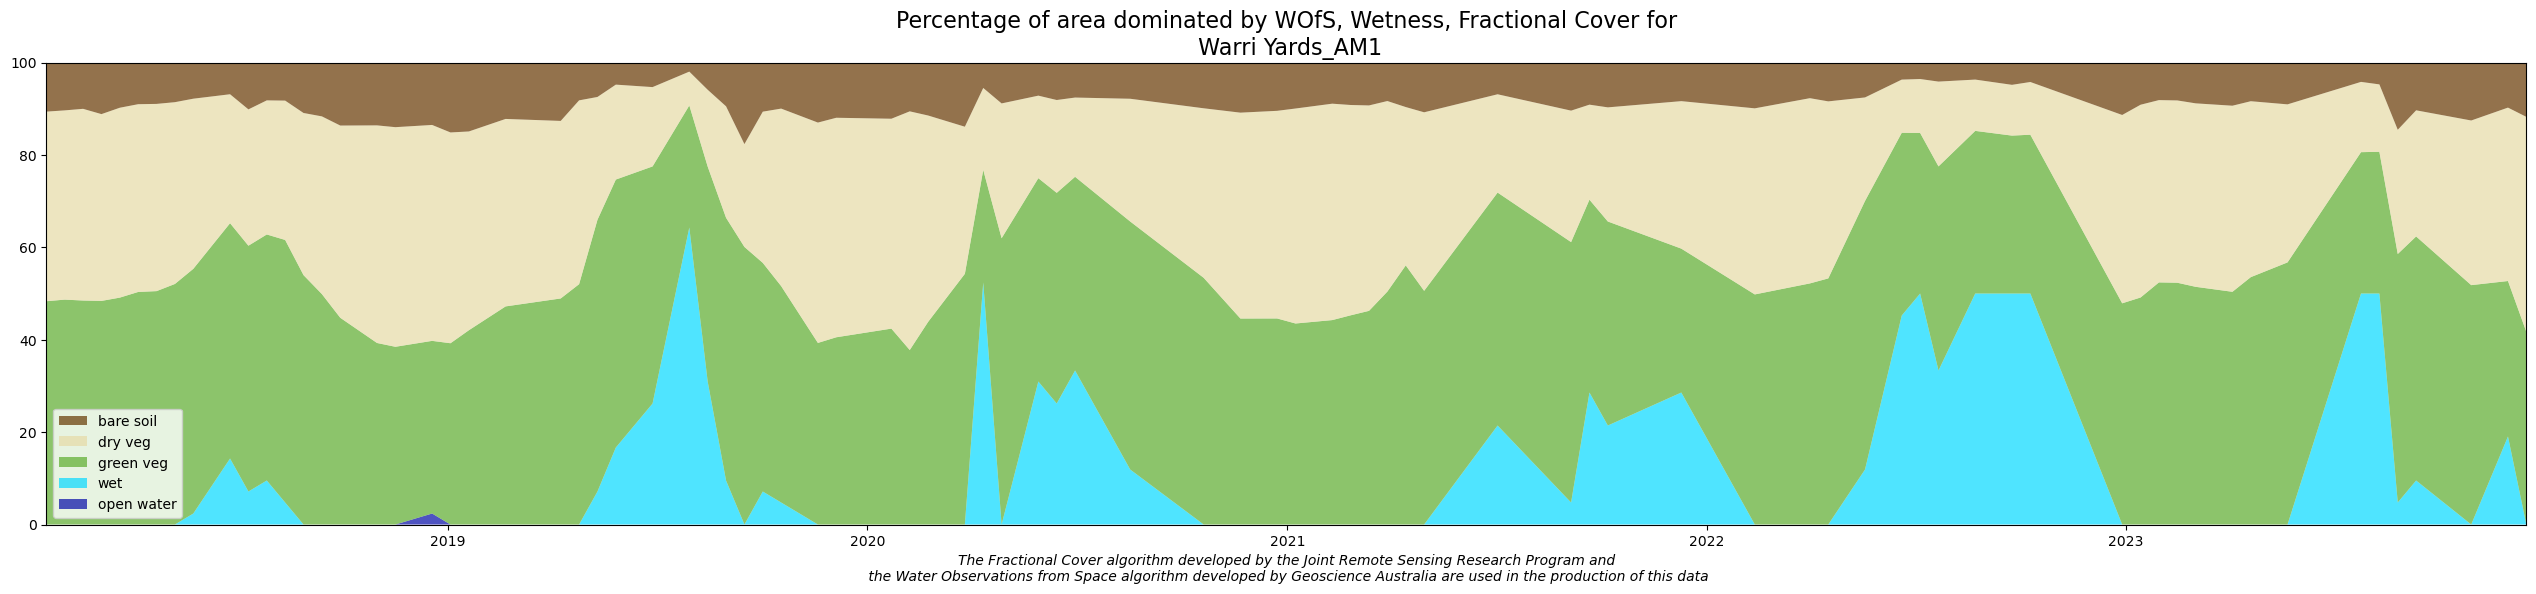 Percentage of area dominated by WOfS, Wetness, Fractional Cover for
Warri Yards_AM1
100
80
60
40
20
0
bare soil
dry veg
green veg
wet
open water
2019 2020 2021 2022 2023
The Fractional Cover algorithm developed by the Joint Remote Sensing Research Program and
the Water Observations from Space algorithm developed by Geoscience Australia are used in the production of this data